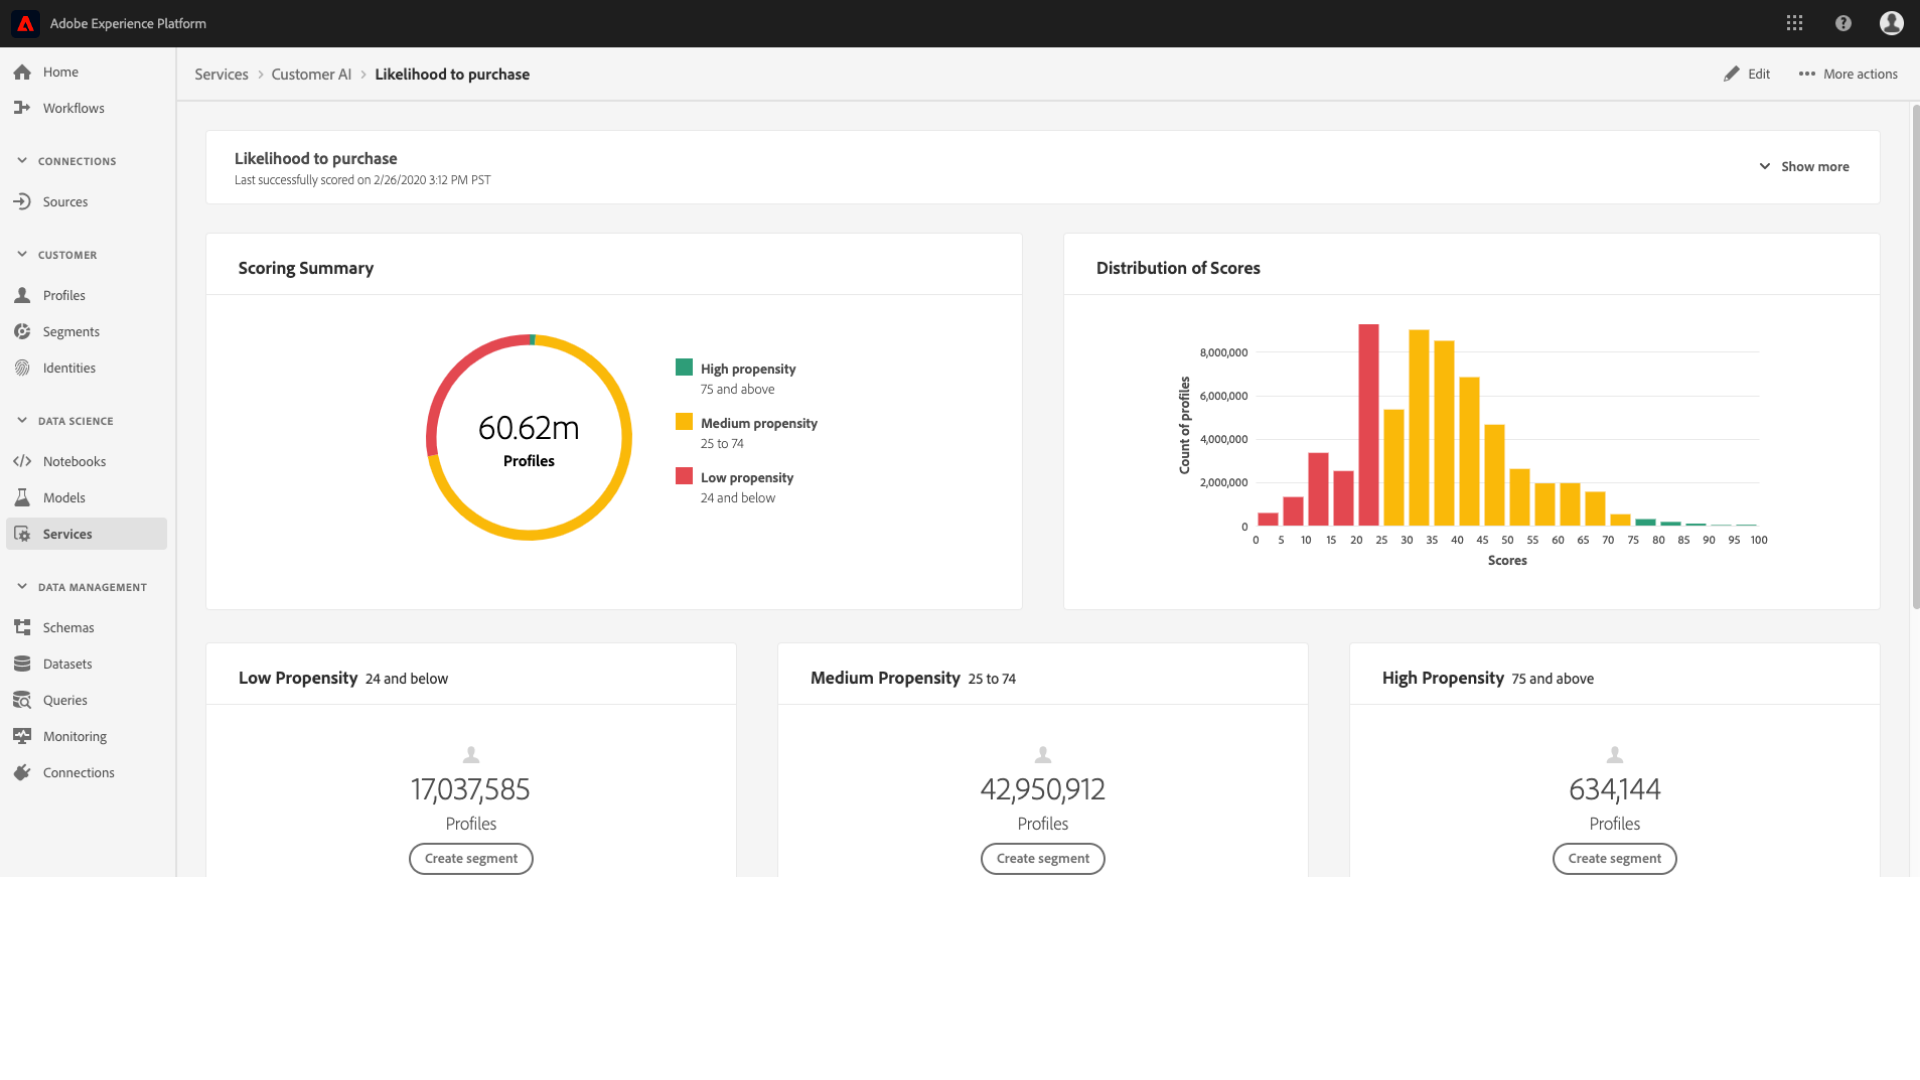 Adobe Experience Platform
Home
Workflows
CONNECTIONS
Sources
CUSTOMER
Profiles
Segments
Identities
DATA SCIENCE
Notebooks
Models
Services
DATA MANAGEMENT
Schemas
Datasets
Queries
Monitoring
Connections
Services > Customer AI > Likelihood to purchase
Edit
More actions
Likelihood to purchase
Last successfully scored on 2/26/2020 3:12 PM PST
Show more
Scoring Summary
60.62m
Profiles
High propensity
75 and above
Medium propensity
25 to 74
Low propensity
24 and below
Distribution of Scores
Count of profiles
8,000,000
6,000,000
4,000,000
2,000,000
0
0 5 10 15 20 25 30 35 40 45 50 55 60 65 70 75 80 85 90 95 100
Scores
Low Propensity 24 and below
17,037,585
Profiles
Create segment
Medium Propensity 25 to 74
42,950,912
Profiles
Create segment
High Propensity 75 and above
634,144
Profiles
Create segment